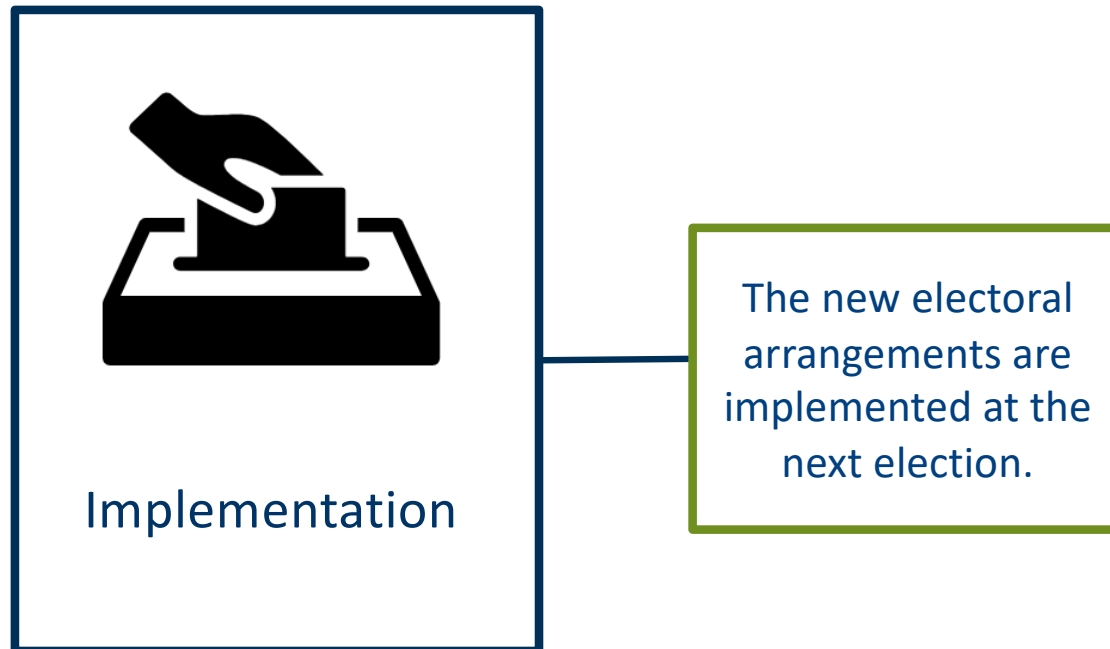 Implementation
The new electoral
arrangements are
implemented at the
next election.